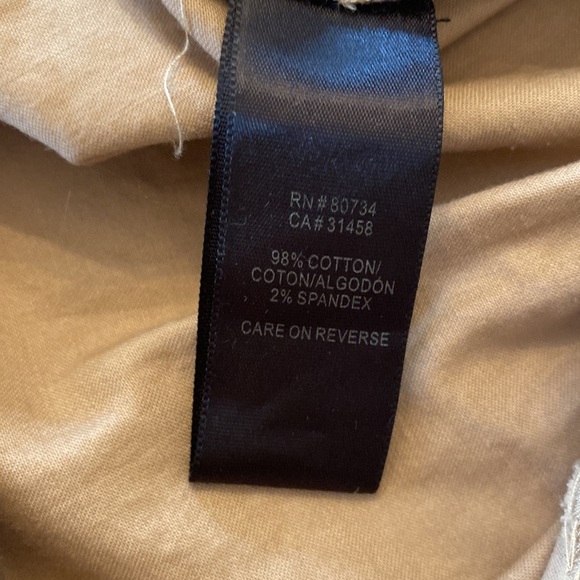 RN#80734
CA#31458
98% COTTON/
COTON/ALGODÓN
2% SPANDEX
CARE ON REVERSE